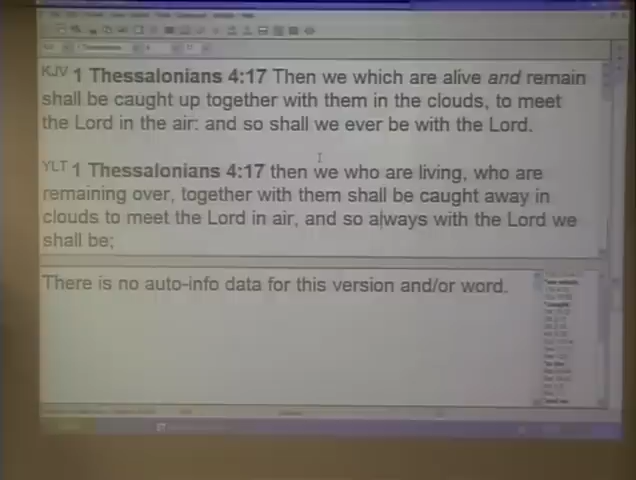 KJV 1 Thessalonians 4:17 Then we which are alive and remain
shall be caught up together with them in the clouds, to meet
the Lord in the air: and so shall we ever be with the Lord.
YLT 1 Thessalonians 4:17 then we who are living, who are
remaining over, together with them shall be caught away in
clouds to meet the Lord in air, and so always with the Lord we
shall be;
There is no auto-info data for this version and/or word.